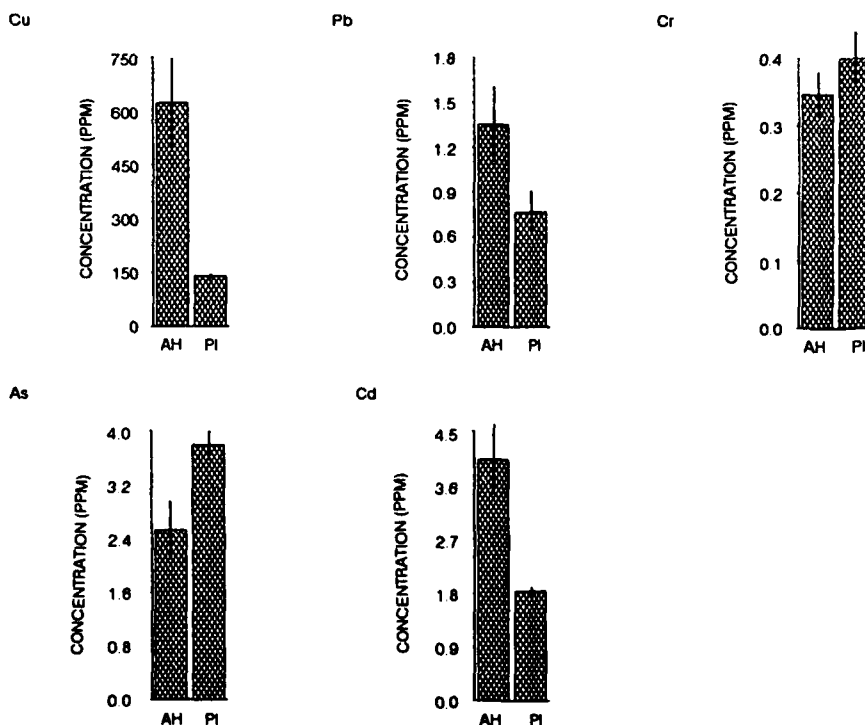 Cu
CONCENTRATION (PPM)
750
600
450
300
150
0
AH PI
Pb
CONCENTRATION (PPM)
1.8
1.5
1.2
0.9
0.6
0.3
0.0
AH PI
Cr
CONCENTRATION (PPM)
0.4
0.3
0.2
0.1
0.0
AH PI
As
CONCENTRATION (PPM)
4.0
3.2
2.4
1.6
0.8
0.0
AH PI
Cd
CONCENTRATION (PPM)
4.5
3.6
2.7
1.8
0.9
0.0
AH PI